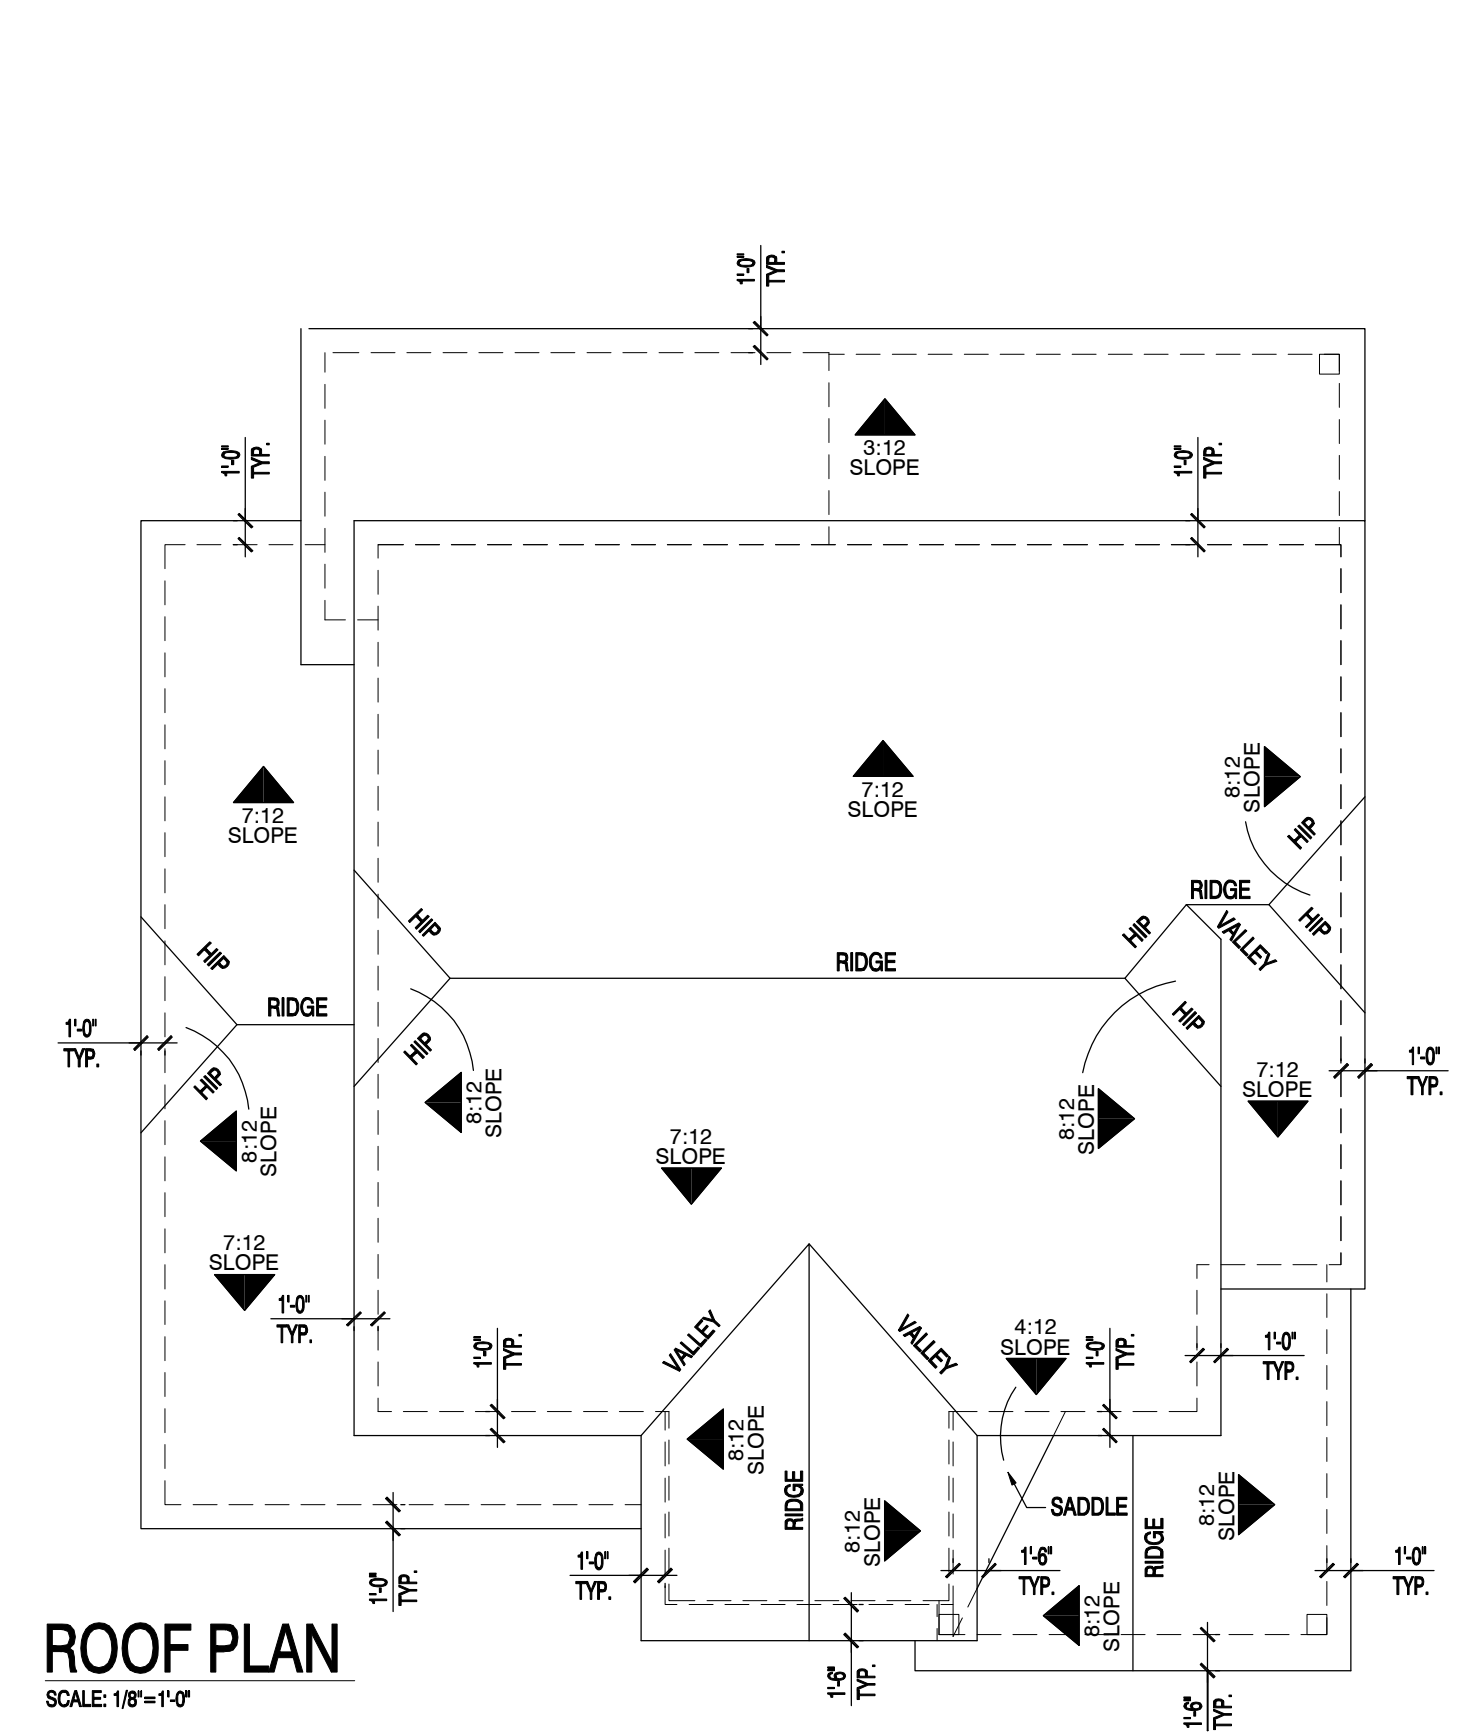 1'-0"
TYP.
1'-0"
TYP.
3:12
SLOPE
1'-0"
TYP.
7:12
SLOPE
7:12
SLOPE
8:12
SLOPE
HIP
RIDGE
HIP
HIP
VALLEY
HIP
HIP
RIDGE
HIP
RIDGE
1'-0"
TYP.
HIP
HIP
HIP
8:12
SLOPE
8:12
SLOPE
8:12
SLOPE
7:12
SLOPE
1'-0"
TYP.
7:12
SLOPE
7:12
SLOPE
1'-0"
TYP.
1'-0"
TYP.
VALLEY
VALLEY
4:12
SLOPE
1'-0"
TYP.
1'-0"
TYP.
8:12
SLOPE
RIDGE
8:12
SLOPE
SADDLE
8:12
SLOPE
RIDGE
1'-0"
TYP.
1'-0"
TYP.
1'-6"
TYP.
1'-0"
TYP.
8:12
SLOPE
1'-6"
TYP.
1'-6"
TYP.
ROOF PLAN
SCALE: 1/8"=1'-0"